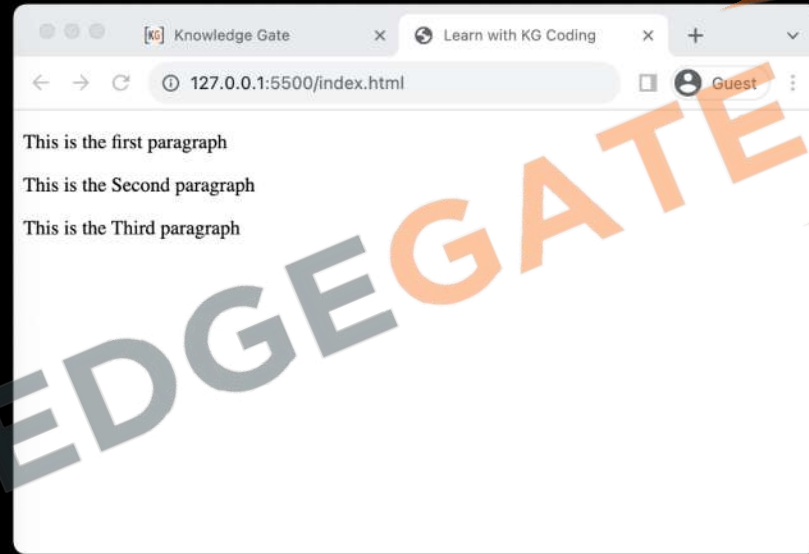 [KG] Knowledge Gate
Learn with KG Coding
127.0.0.1:5500/index.html
Guest
This is the first paragraph
This is the Second paragraph
This is the Third paragraph
EDGEGATE